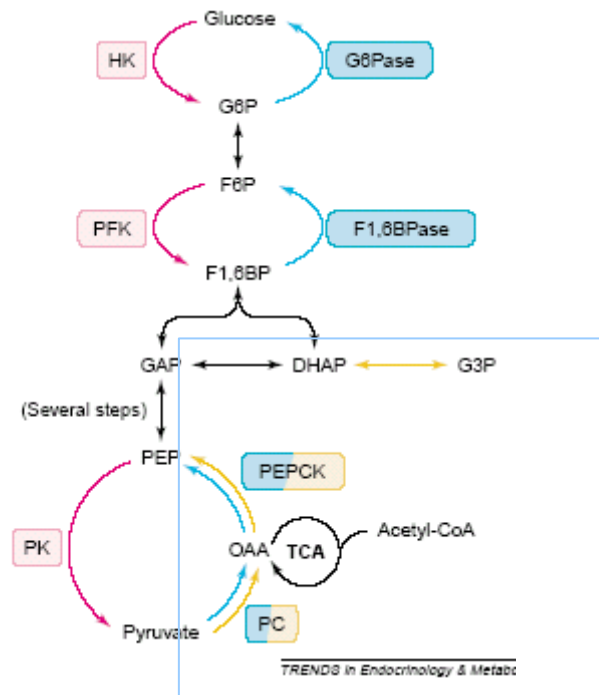 Glucose
HK
G6Pase
G6P
F6P
PFK
F1,6BPase
F1,6BP
GAP
DHAP
G3P
(Several steps)
PEP
PEPCK
PK
OAA
TCA
Acetyl-CoA
Pyruvate
PC
TRENDS in Endocrinology & Metabo